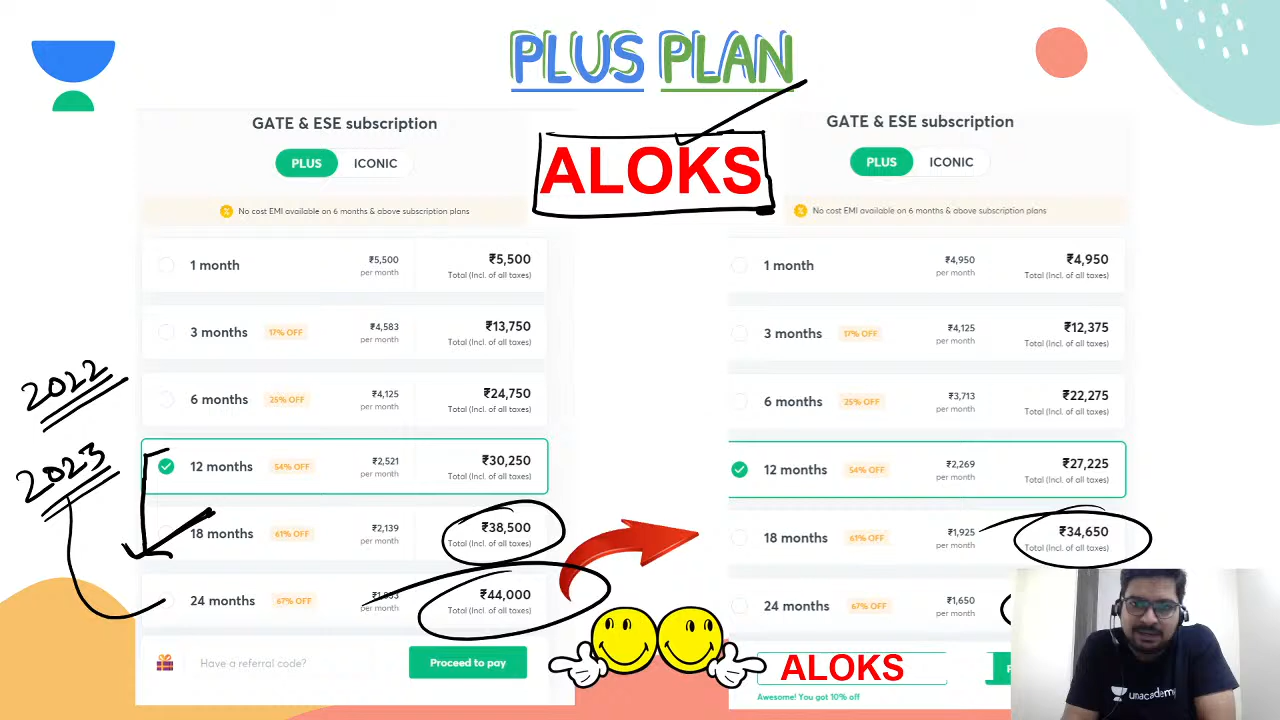 PLUS PLAN
GATE & ESE subscription
PLUS ICONIC
No cost EMI available on 6 months & above subscription plans
1 month ₹5,500 per month ₹5,500 Total (Incl. of all taxes)
3 months 17% OFF ₹4,583 per month ₹13,750 Total (Incl. of all taxes)
6 months 25% OFF ₹4,125 per month ₹24,750 Total (Incl. of all taxes)
12 months 54% OFF ₹2,521 per month ₹30,250 Total (Incl. of all taxes)
18 months 61% OFF ₹2,139 per month ₹38,500 Total (Incl. of all taxes)
24 months 67% OFF per month ₹44,000 Total (Incl. of all taxes)
Have a referral code? Proceed to pay
2022
2023
ALOKS
GATE & ESE subscription
PLUS ICONIC
No cost EMI available on 6 months & above subscription plans
1 month ₹4,950 per month ₹4,950 Total (Incl. of all taxes)
3 months 17% OFF ₹4,125 per month ₹12,375 Total (Incl. of all taxes)
6 months 25% OFF ₹3,713 per month ₹22,275 Total (Incl. of all taxes)
12 months 54% OFF ₹2,269 per month ₹27,225 Total (Incl. of all taxes)
18 months 61% OFF ₹1,925 per month ₹34,650 Total (Incl. of all taxes)
24 months 67% OFF ₹1,650 per month
ALOKS
Awesome! You got 10% off
unacademy